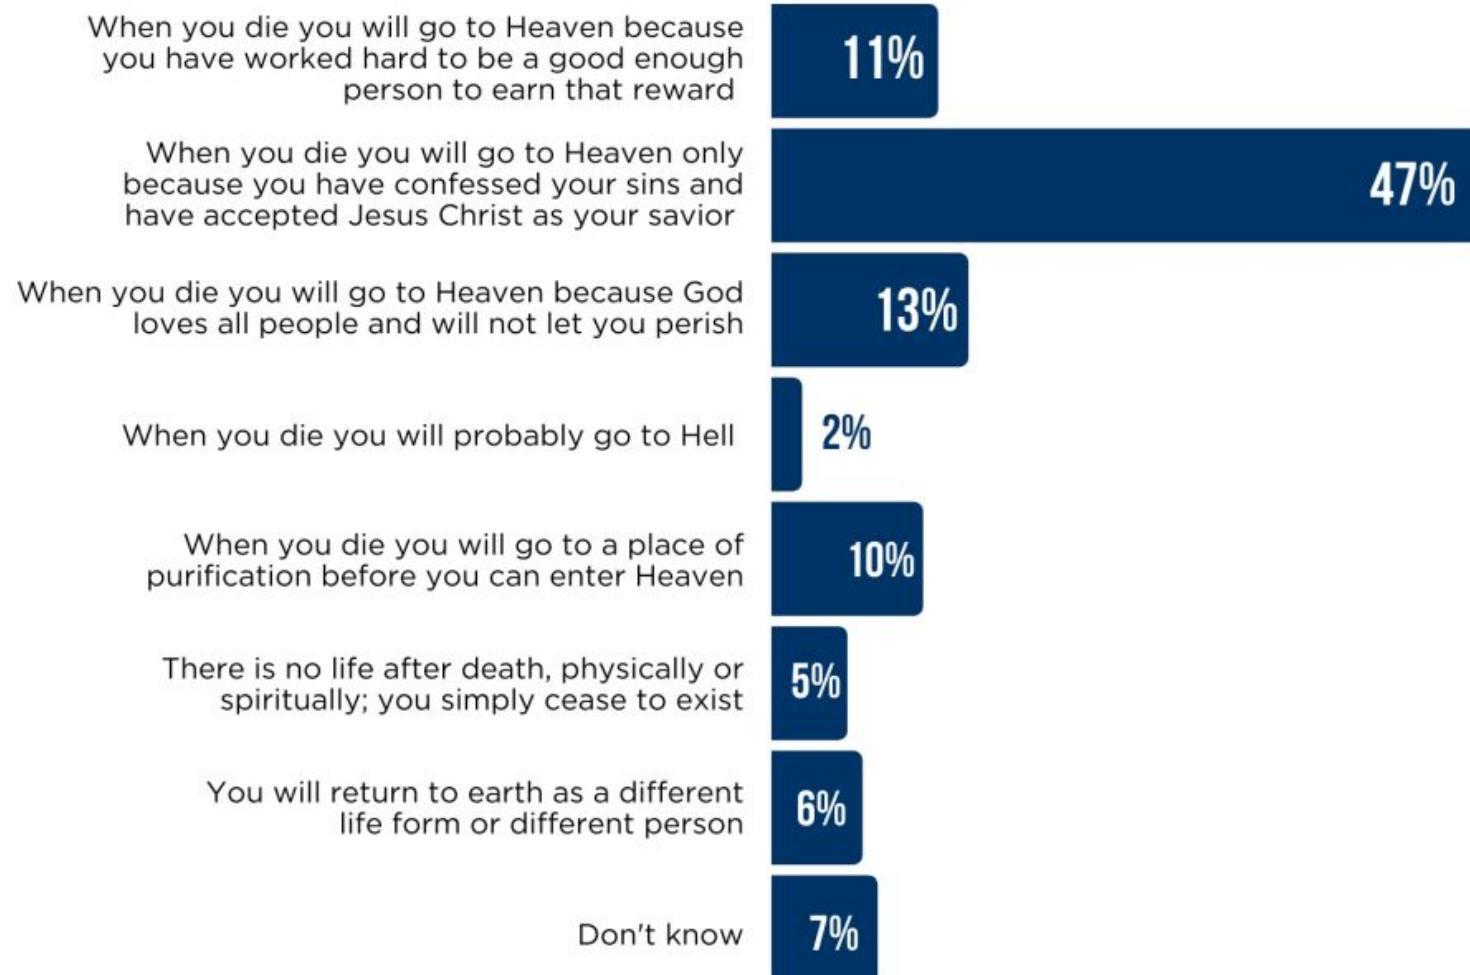 When you die you will go to Heaven because
you have worked hard to be a good enough
person to earn that reward
11%
When you die you will go to Heaven only
because you have confessed your sins and
have accepted Jesus Christ as your savior
47%
When you die you will go to Heaven because God
loves all people and will not let you perish
13%
When you die you will probably go to Hell
2%
When you die you will go to a place of
purification before you can enter Heaven
10%
There is no life after death, physically or
spiritually; you simply cease to exist
5%
You will return to earth as a different
life form or different person
6%
Don't know
7%